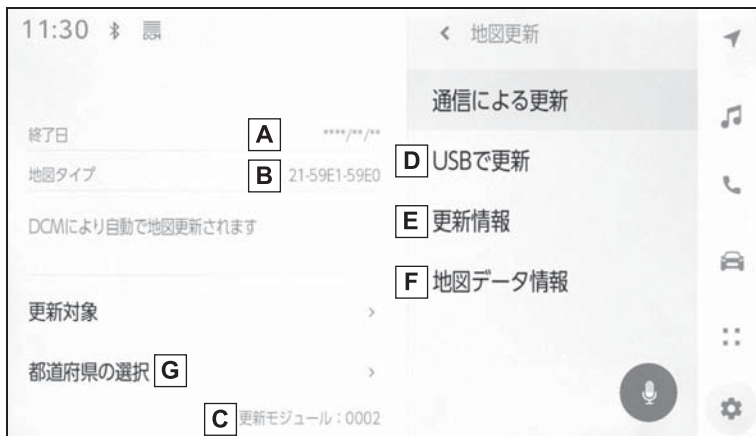 11:30 DCM
終了日 A ****/**/**
地図タイプ B 21-59E1-59E0
DCMにより自動で地図更新されます
更新対象 >
都道府県の選択 G >
C 更新モジュール：0002
< 地図更新
通信による更新
D USBで更新
E 更新情報
F 地図データ情報